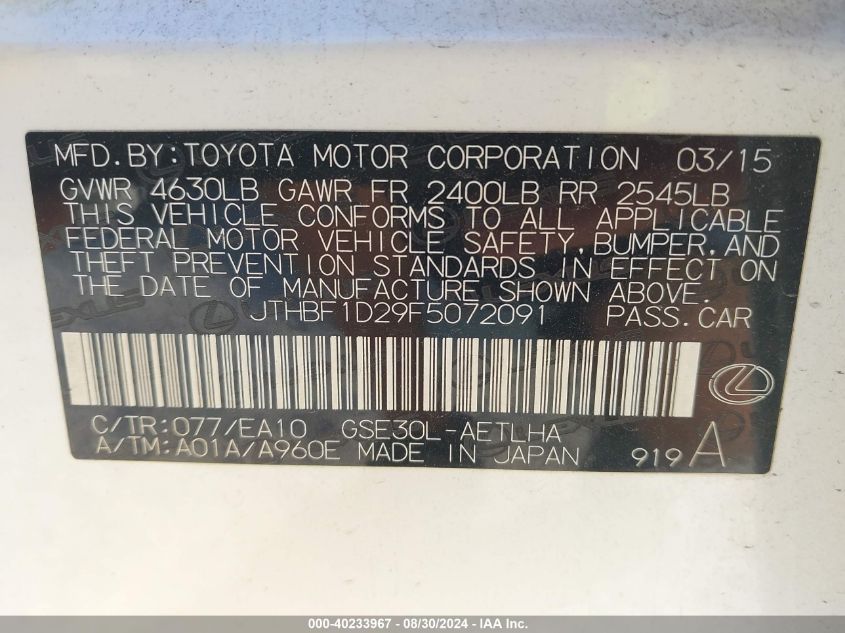 MFD.BY:TOYOTA MOTOR CORPORATION 03/15
GVWR 4630LB GAWR FR 2400LB RR 2545LB
THIS VEHICLE CONFORMS TO ALL APPLICABLE
FEDERAL MOTOR VEHICLE SAFETY, BUMPER, AND
THEFT PREVENTION STANDARDS IN EFFECT ON
THE DATE OF MANUFACTURE SHOWN ABOVE.
JTHBF1D29F5072091 PASS.CAR
C/TR:077/EA10 GSE30L-AETLHA
A/TM:A01A/A960E MADE IN JAPAN 919A
000-40233967 - 08/30/2024 - IAA Inc.